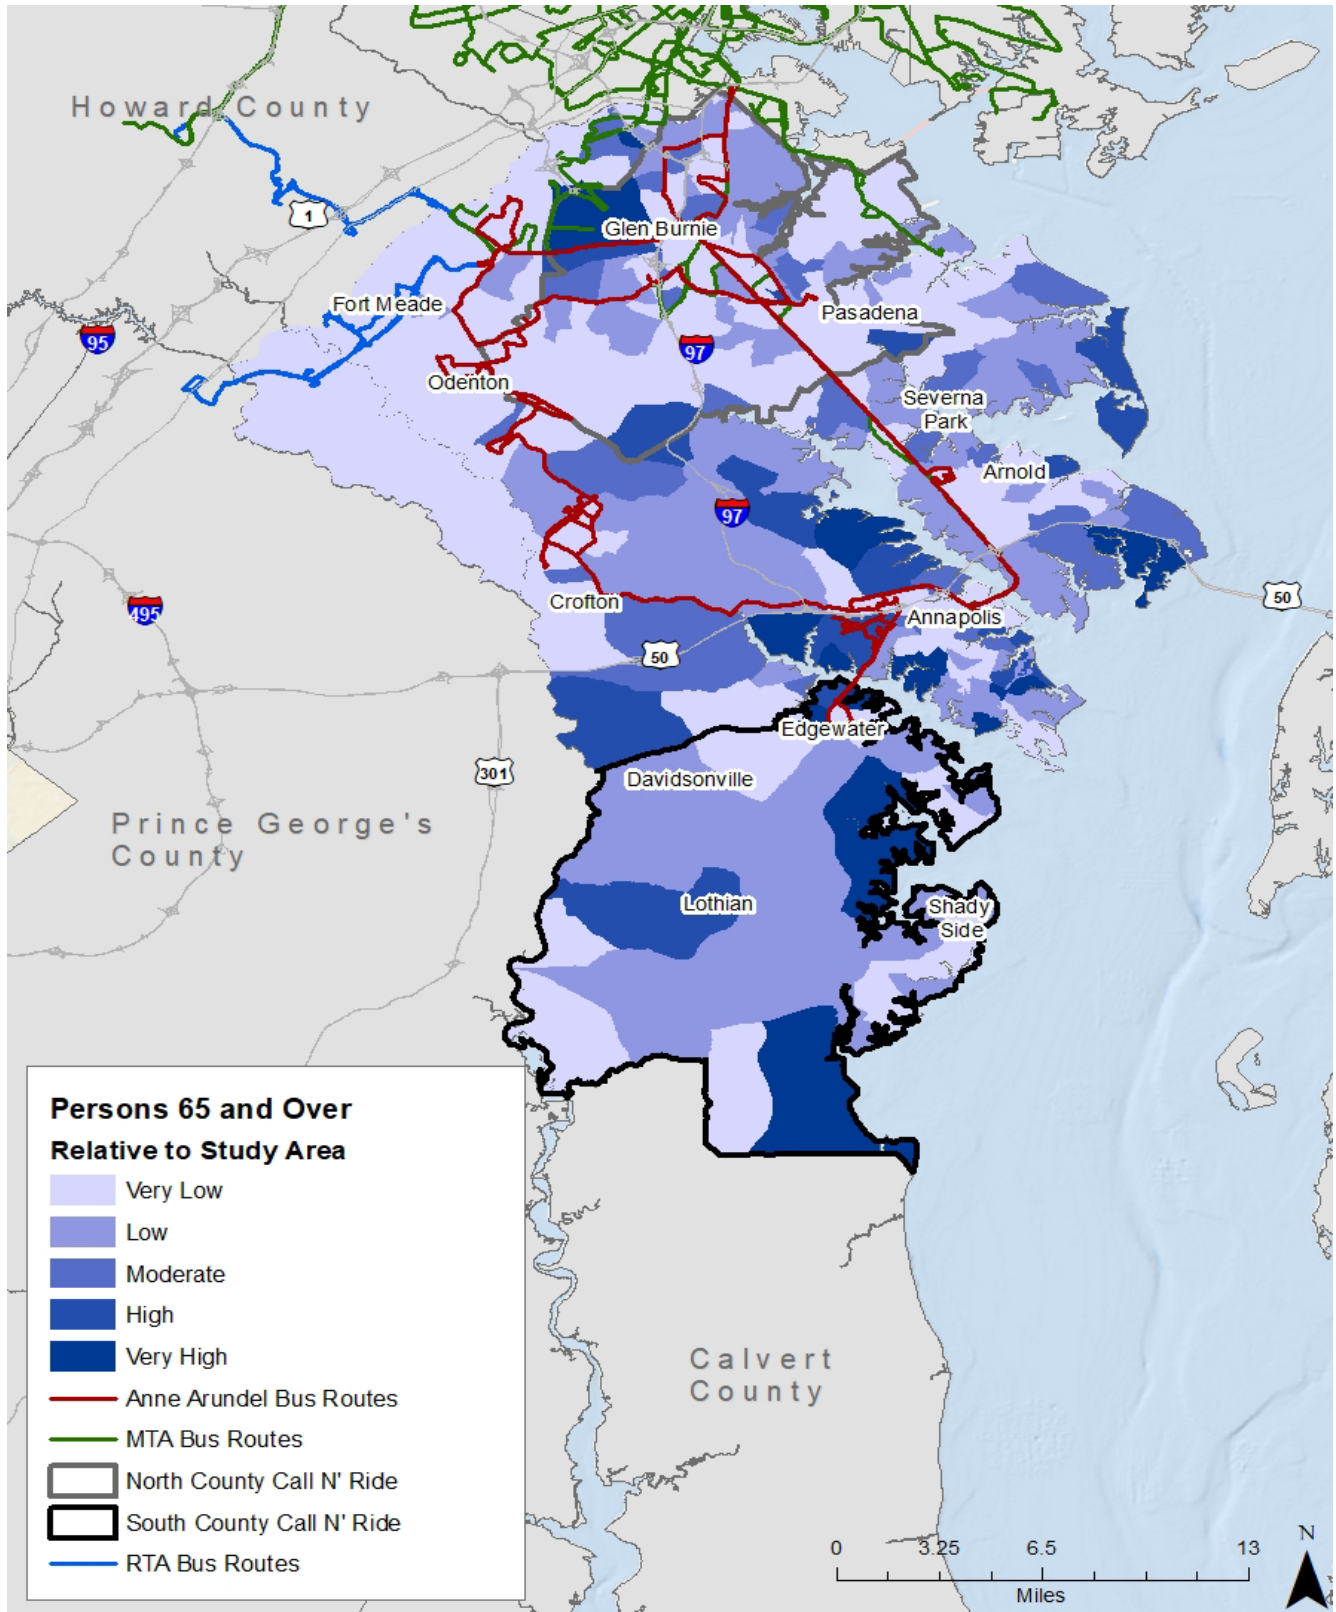 Howard County
1
Glen Burnie
Fort Meade
Pasadena
95
97
Odenton
Severna
Park
Arnold
97
495
Crofton
50
Annapolis
50
Edgewater
301
Davidsonville
Prince George's
County
Lothian
Shady
Side
Persons 65 and Over
Relative to Study Area
Very Low
Low
Moderate
High
Very High
Anne Arundel Bus Routes
MTA Bus Routes
North County Call N' Ride
South County Call N' Ride
RTA Bus Routes
Calvert
County
0 3.25 6.5 13
Miles
N